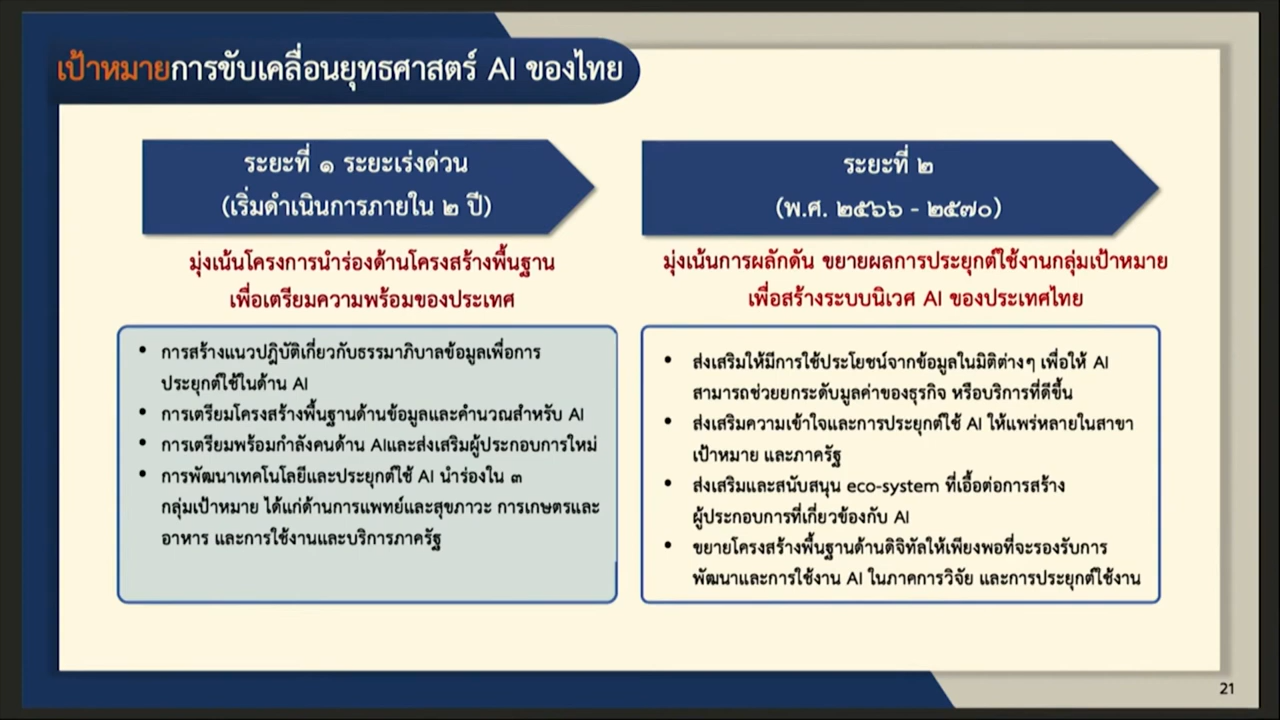 เป้าหมายการขับเคลื่อนยุทธศาสตร์ AI ของไทย
ระยะที่ ๑ ระยะเร่งด่วน
(เริ่มดำเนินการภายใน ๒ ปี)
มุ่งเน้นโครงการนำร่องด้านโครงสร้างพื้นฐาน
เพื่อเตรียมความพร้อมของประเทศ
• การสร้างแนวปฏิบัติเกี่ยวกับธรรมาภิบาลข้อมูลเพื่อการ
ประยุกต์ใช้ในด้าน AI
• การเตรียมโครงสร้างพื้นฐานด้านข้อมูลและคำนวณสำหรับ AI
• การเตรียมพร้อมกำลังคนด้าน AIและส่งเสริมผู้ประกอบการใหม่
• การพัฒนาเทคโนโลยีและประยุกต์ใช้ AI นำร่องใน ๓
กลุ่มเป้าหมาย ได้แก่ด้านการแพทย์และสุขภาวะ การเกษตรและ
อาหาร และการใช้งานและบริการภาครัฐ
ระยะที่ ๒
(พ.ศ. ๒๕๖๖ - ๒๕๗๐)
มุ่งเน้นการผลักดัน ขยายผลการประยุกต์ใช้งานกลุ่มเป้าหมาย
เพื่อสร้างระบบนิเวศ AI ของประเทศไทย
• ส่งเสริมให้มีการใช้ประโยชน์จากข้อมูลในมิติต่างๆ เพื่อให้ AI
สามารถช่วยยกระดับมูลค่าของธุรกิจ หรือบริการที่ดีขึ้น
• ส่งเสริมความเข้าใจและการประยุกต์ใช้ AI ให้แพร่หลายในสาขา
เป้าหมาย และภาครัฐ
• ส่งเสริมและสนับสนุน eco-system ที่เอื้อต่อการสร้าง
ผู้ประกอบการที่เกี่ยวข้องกับ AI
• ขยายโครงสร้างพื้นฐานด้านดิจิทัลให้เพียงพอที่จะรองรับการ
พัฒนาและการใช้งาน AI ในภาคการวิจัย และการประยุกต์ใช้งาน
21